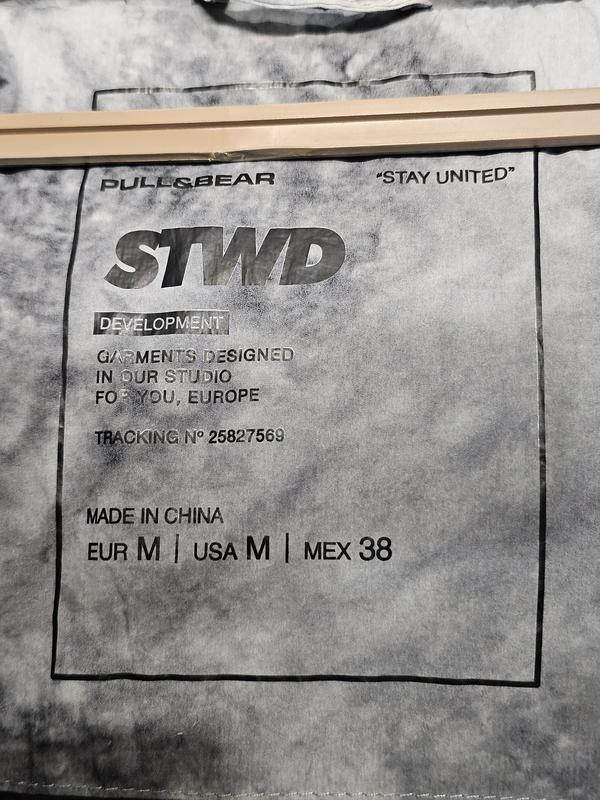 PULL&BEAR "STAY UNITED"
STWD
DEVELOPMENT
GARMENTS DESIGNED
IN OUR STUDIO
FOR YOU, EUROPE
TRACKING Nº 25827569
MADE IN CHINA
EUR M | USA M | MEX 38